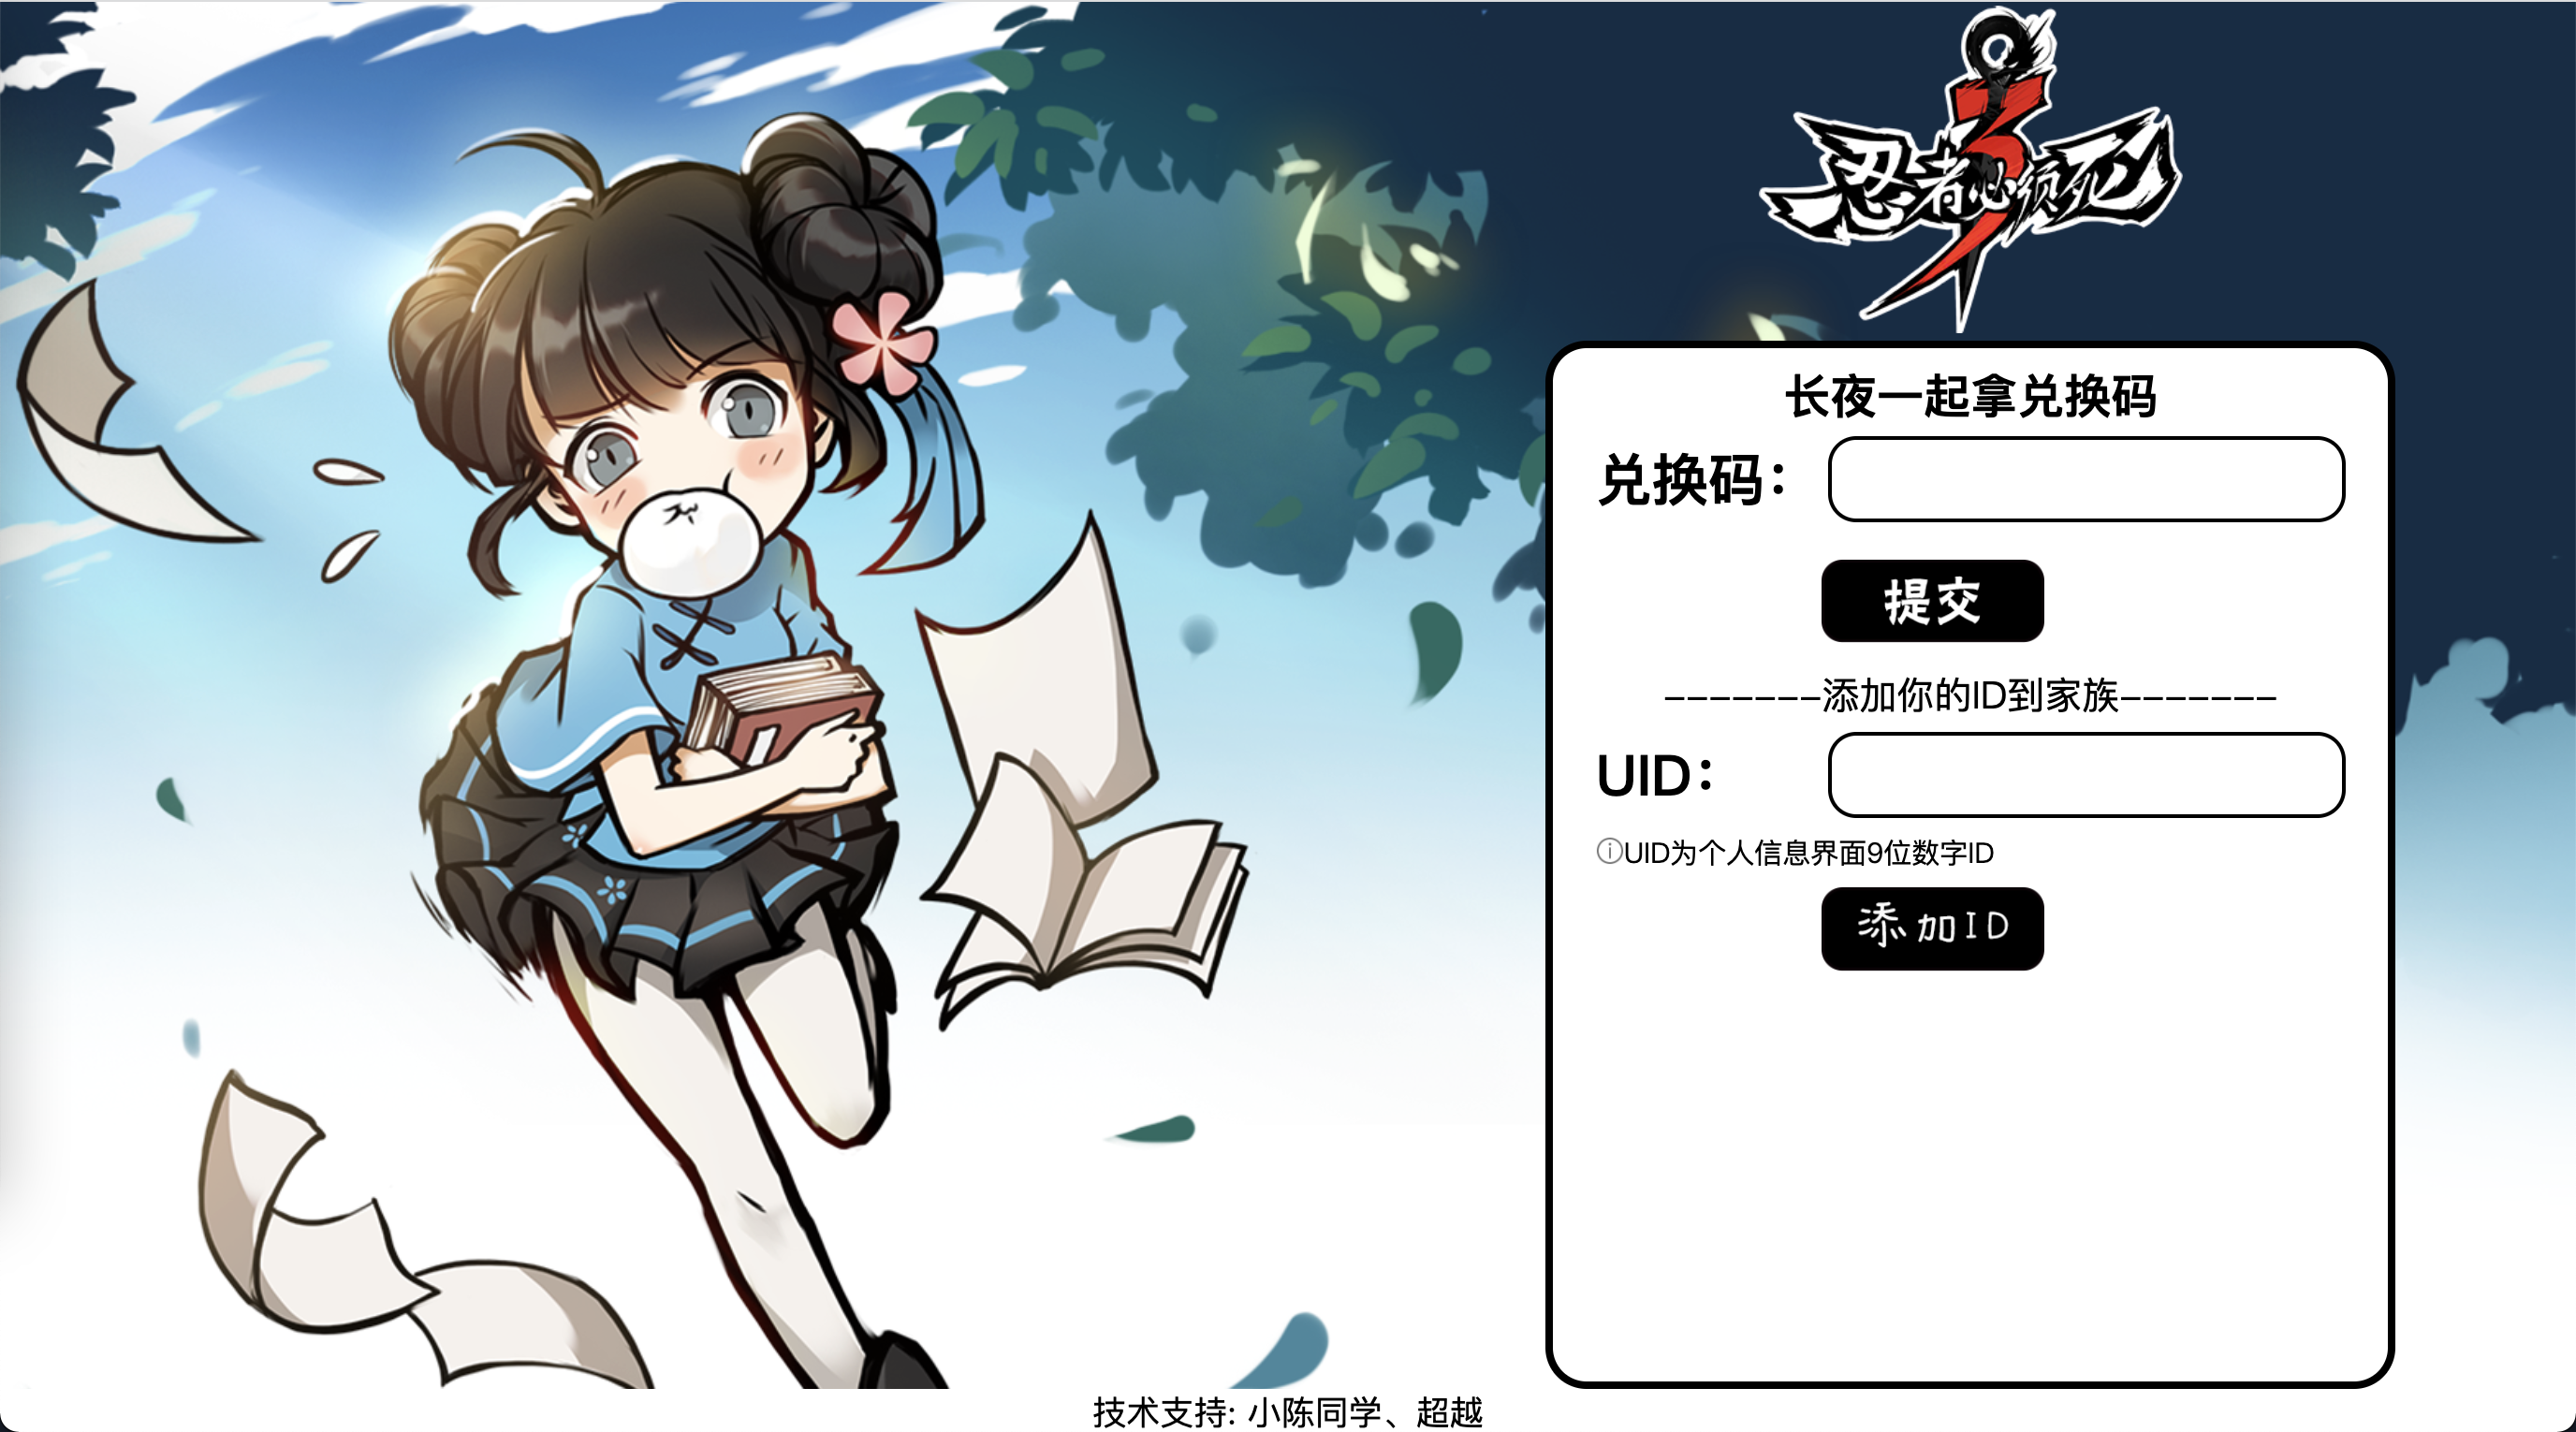 忍者必须死3
长夜一起拿兑换码
兑换码：
提交
-------添加你的ID到家族-------
UID：
ⓘUID为个人信息界面9位数字ID
添加ID
技术支持: 小陈同学、超越